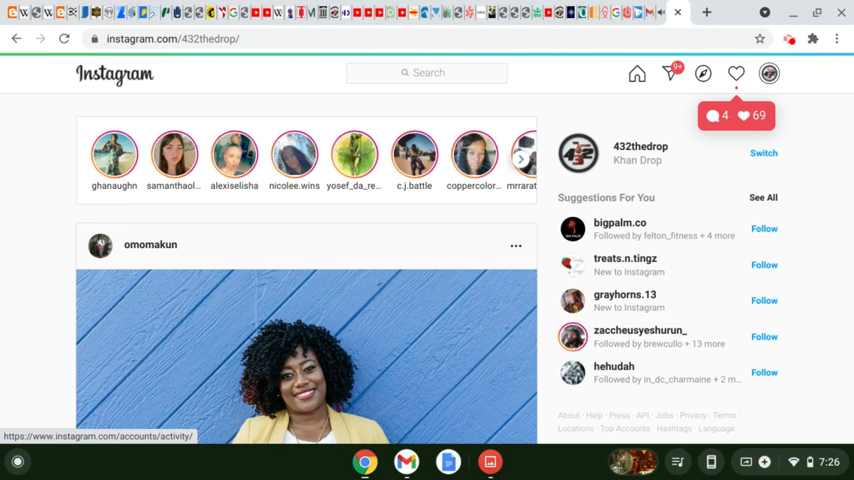 instagram.com/432thedrop/
Instagram
Search
9+
4 69
ghanaughn samanthaol... alexiselisha nicolee.wins yosef_da_re... c.j.battle coppercolor... mrrarat
432thedrop
Khan Drop
Switch
Suggestions For You See All
bigpalm.co
Followed by felton_fitness + 4 more
Follow
treats.n.tingz
New to Instagram
Follow
grayhorns.13
New to Instagram
Follow
zaccheusyeshurun_
Followed by brewcullo + 13 more
Follow
hehudah
Followed by in_dc_charmaine + 2 m...
Follow
About · Help · Press · API · Jobs · Privacy · Terms ·
Locations · Top Accounts · Hashtags · Language
omomakun
https://www.instagram.com/accounts/activity/
7:26